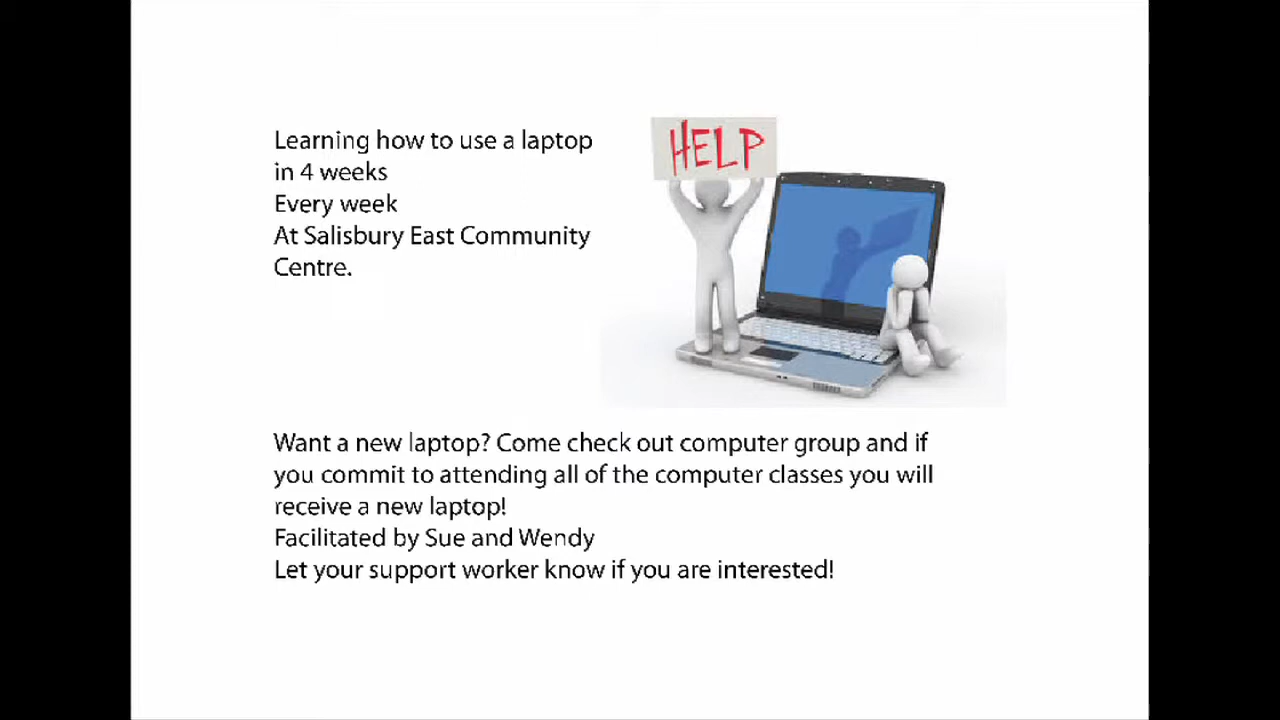 Learning how to use a laptop
in 4 weeks
Every week
At Salisbury East Community
Centre.
HELP
Want a new laptop? Come check out computer group and if
you commit to attending all of the computer classes you will
receive a new laptop!
Facilitated by Sue and Wendy
Let your support worker know if you are interested!